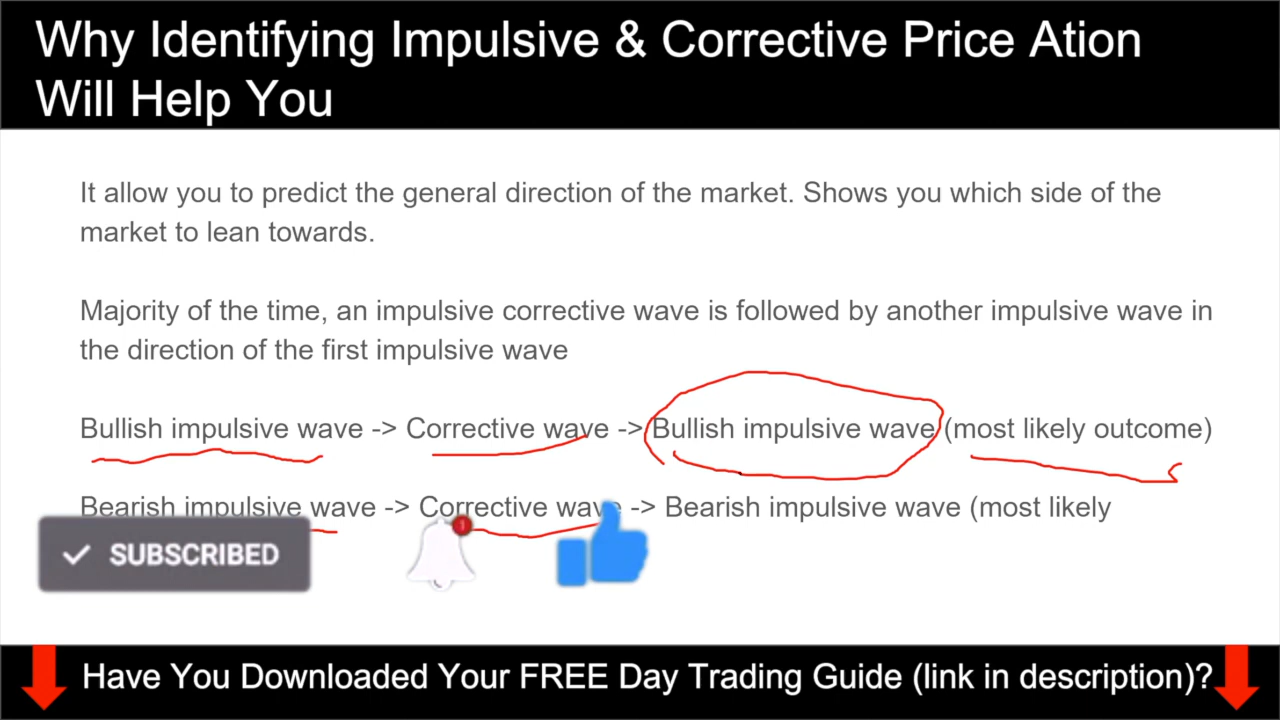 Why Identifying Impulsive & Corrective Price Ation
Will Help You
It allow you to predict the general direction of the market. Shows you which side of the
market to lean towards.
Majority of the time, an impulsive corrective wave is followed by another impulsive wave in
the direction of the first impulsive wave
Bullish impulsive wave -> Corrective wave -> Bullish impulsive wave (most likely outcome)
Bearish impulsive wave -> Corrective wave -> Bearish impulsive wave (most likely
SUBSCRIBED
1
Have You Downloaded Your FREE Day Trading Guide (link in description)?